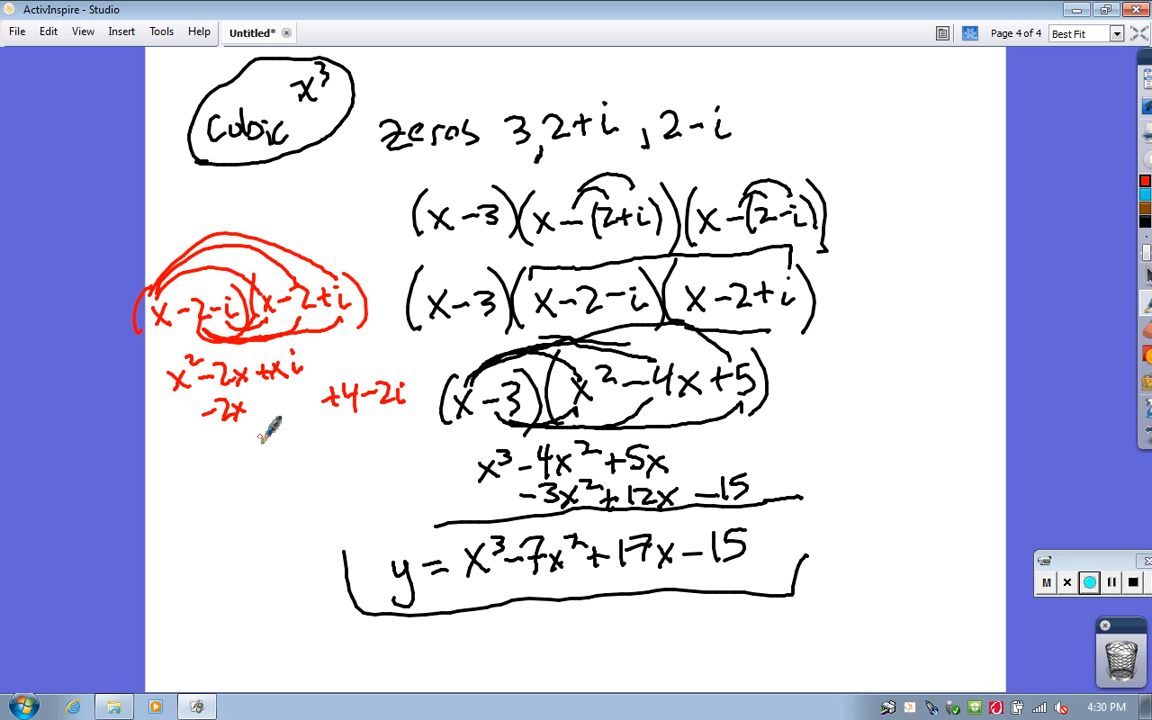 ActivInspire - Studio
File Edit View Insert Tools Help Untitled* Page 4 of 4 Best Fit
cubic x³
zeros 3, 2+i, 2-i
(x-3)(x-(2+i))(x-(2-i))
(x-3)(x-2-i)(x-2+i)
(x-2-i)(x-2+i)
x²-2x+xi
-2x +4-2i
(x-3)(x²-4x+5)
x³-4x²+5x
-3x²+12x-15
y = x³-7x²+17x-15
M
4:30 PM